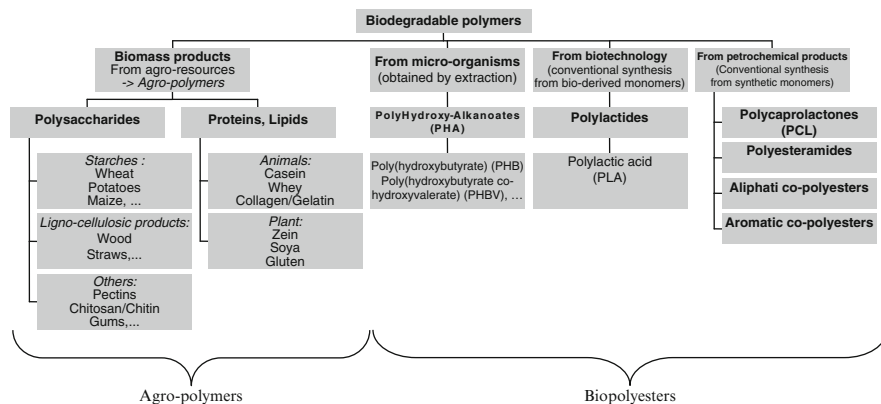 Biodegradable polymers
Biomass products
From agro-resources
-> Agro-polymers
From micro-organisms
(obtained by extraction)
From biotechnology
(conventional synthesis
from bio-derived monomers)
From petrochemical products
(Conventional synthesis
from synthetic monomers)
Polysaccharides
Proteins, Lipids
PolyHydroxy-Alkanoates
(PHA)
Polylactides
Polycaprolactones
(PCL)
Polyesteramides
Aliphati co-polyesters
Aromatic co-polyesters
Starches :
Wheat
Potatoes
Maize, ...
Ligno-cellulosic products:
Wood
Straws,...
Others:
Pectins
Chitosan/Chitin
Gums,...
Animals:
Casein
Whey
Collagen/Gelatin
Plant:
Zein
Soya
Gluten
Poly(hydroxybutyrate) (PHB)
Poly(hydroxybutyrate co-
hydroxyvalerate) (PHBV), ...
Polylactic acid
(PLA)
Agro-polymers
Biopolyesters